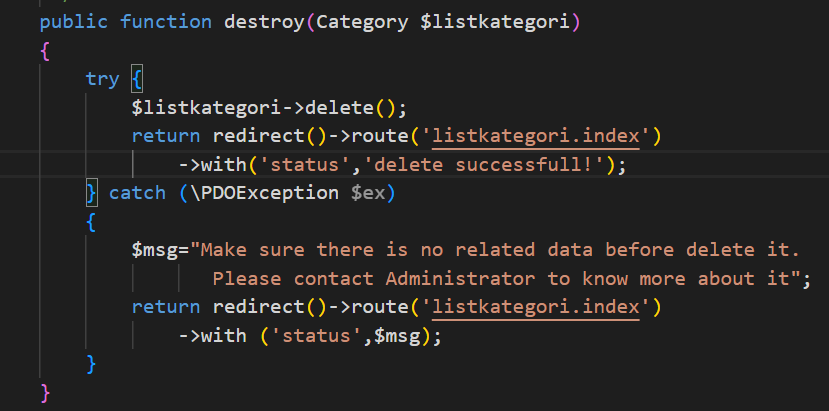 public function destroy(Category $listkategori)
{
    try {
        $listkategori->delete();
        return redirect()->route('listkategori.index')
            ->with('status','delete successfull!');
    } catch (\PDOException $ex)
    {
        $msg="Make sure there is no related data before delete it.
               Please contact Administrator to know more about it";
        return redirect()->route('listkategori.index')
            ->with ('status',$msg);
    }
}